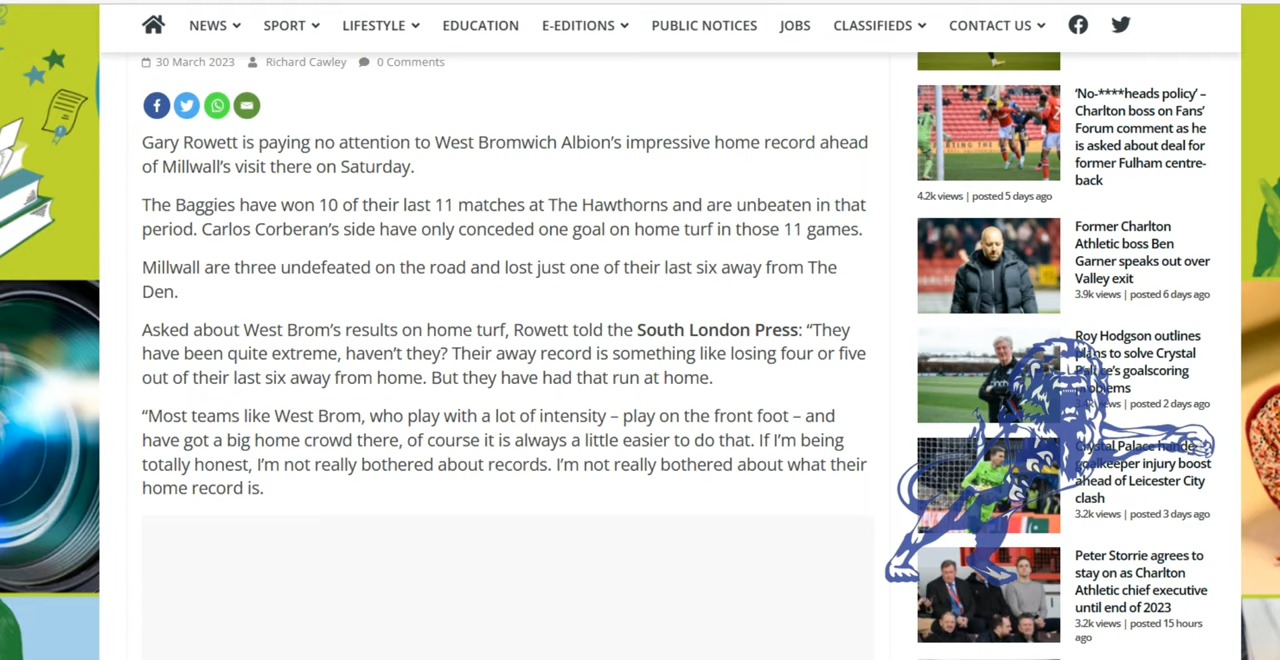 NEWS SPORT LIFESTYLE EDUCATION E-EDITIONS PUBLIC NOTICES JOBS CLASSIFIEDS CONTACT US
30 March 2023 Richard Cawley 0 Comments
Gary Rowett is paying no attention to West Bromwich Albion’s impressive home record ahead
of Millwall’s visit there on Saturday.
The Baggies have won 10 of their last 11 matches at The Hawthorns and are unbeaten in that
period. Carlos Corberan’s side have only conceded one goal on home turf in those 11 games.
Millwall are three undefeated on the road and lost just one of their last six away from The
Den.
Asked about West Brom’s results on home turf, Rowett told the South London Press: “They
have been quite extreme, haven’t they? Their away record is something like losing four or five
out of their last six away from home. But they have had that run at home.
“Most teams like West Brom, who play with a lot of intensity – play on the front foot – and
have got a big home crowd there, of course it is always a little easier to do that. If I’m being
totally honest, I’m not really bothered about records. I’m not really bothered about what their
home record is.
‘No-****heads policy’ –
Charlton boss on Fans’
Forum comment as he
is asked about deal for
former Fulham centre-
back
4.2k views | posted 5 days ago
Former Charlton
Athletic boss Ben
Garner speaks out over
Valley exit
3.9k views | posted 6 days ago
Roy Hodgson outlines
plans to solve Crystal
Palace’s goalscoring
problems
views | posted 2 days ago
Crystal Palace
goalkeeper injury boost
ahead of Leicester City
clash
3.2k views | posted 3 days ago
Peter Storrie agrees to
stay on as Charlton
Athletic chief executive
until end of 2023
3.2k views | posted 15 hours
ago